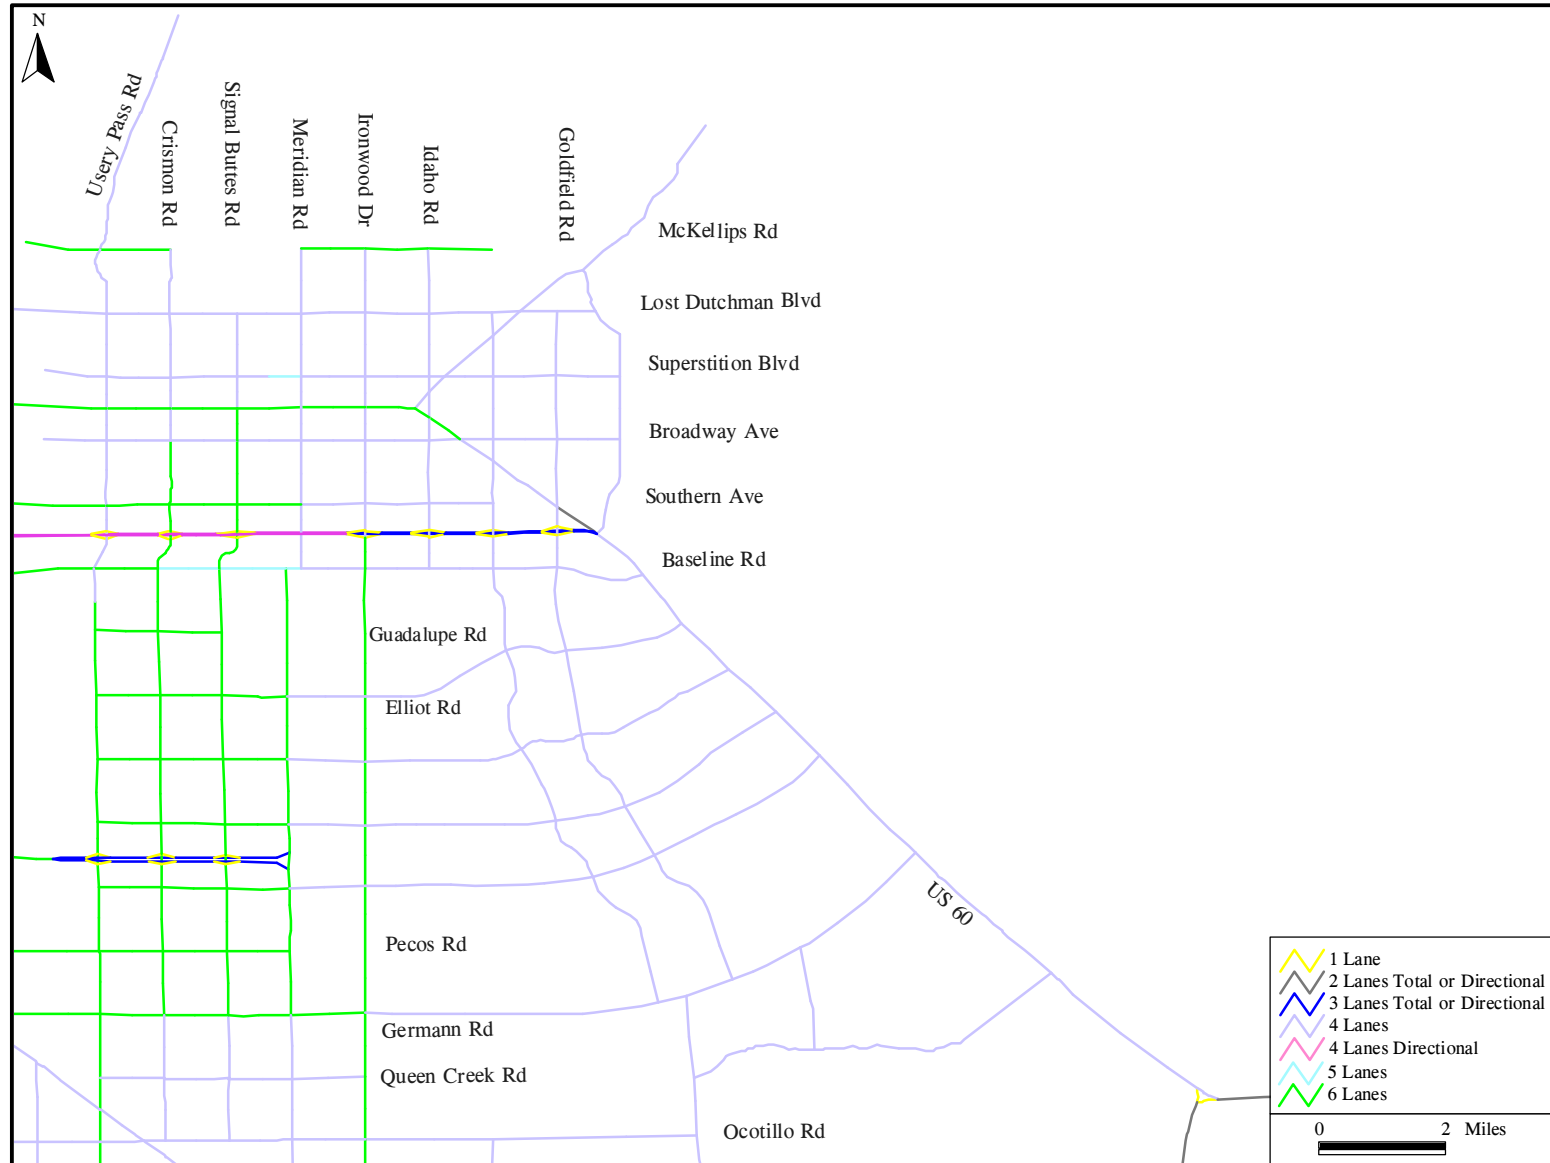 N
Usery Pass Rd
Crismon Rd
Signal Buttes Rd
Meridian Rd
Ironwood Dr
Idaho Rd
Goldfield Rd
McKellips Rd
Lost Dutchman Blvd
Superstition Blvd
Broadway Ave
Southern Ave
Baseline Rd
Guadalupe Rd
Elliot Rd
US 60
Pecos Rd
Germann Rd
Queen Creek Rd
Ocotillo Rd
1 Lane
2 Lanes Total or Directional
3 Lanes Total or Directional
4 Lanes
4 Lanes Directional
5 Lanes
6 Lanes
0 2 Miles